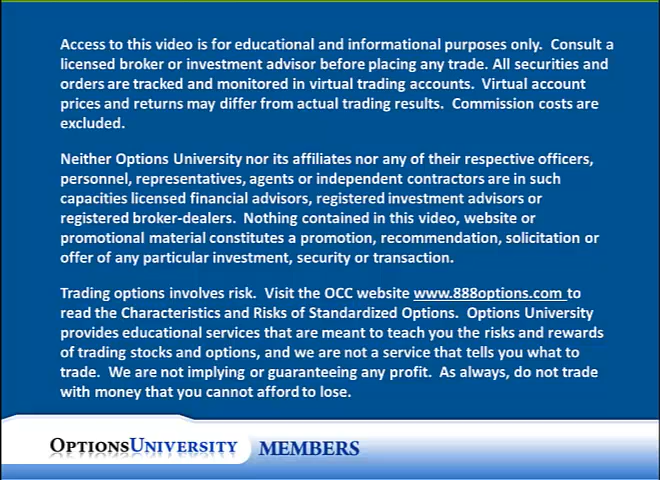 Access to this video is for educational and informational purposes only.  Consult a
licensed broker or investment advisor before placing any trade. All securities and
orders are tracked and monitored in virtual trading accounts.  Virtual account
prices and returns may differ from actual trading results.  Commission costs are
excluded.
Neither Options University nor its affiliates nor any of their respective officers,
personnel, representatives, agents or independent contractors are in such
capacities licensed financial advisors, registered investment advisors or
registered broker-dealers.  Nothing contained in this video, website or
promotional material constitutes a promotion, recommendation, solicitation or
offer of any particular investment, security or transaction.
Trading options involves risk.  Visit the OCC website www.888options.com to
read the Characteristics and Risks of Standardized Options.  Options University
provides educational services that are meant to teach you the risks and rewards
of trading stocks and options, and we are not a service that tells you what to
trade.  We are not implying or guaranteeing any profit.  As always, do not trade
with money that you cannot afford to lose.
OPTIONSUNIVERSITY MEMBERS